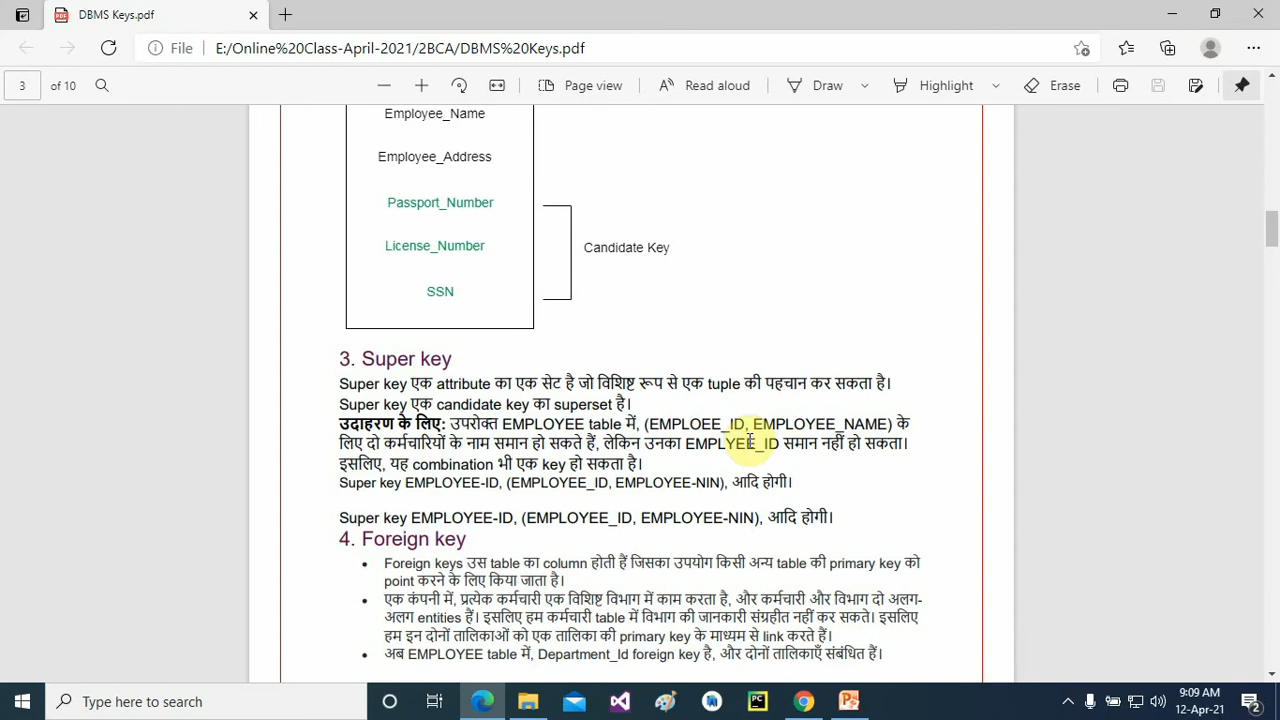 DBMS Keys.pdf
File
E:/Online%20Class-April-2021/2BCA/DBMS%20Keys.pdf
3
of 10
Page view
Read aloud
Draw
Highlight
Erase
Employee_Name
Employee_Address
Passport_Number
License_Number
Candidate Key
SSN
3. Super key
Super key एक attribute का एक सेट है जो विशिष्ट रूप से एक tuple की पहचान कर सकता है।
Super key एक candidate key का superset है।
उदाहरण के लिए: उपरोक्त EMPLOYEE table में, (EMPLOEE_ID, EMPLOYEE_NAME) के
लिए दो कर्मचारियों के नाम समान हो सकते हैं, लेकिन उनका EMPLYEE_ID समान नहीं हो सकता।
इसलिए, यह combination भी एक key हो सकता है।
Super key EMPLOYEE-ID, (EMPLOYEE_ID, EMPLOYEE-NIN), आदि होगी।
Super key EMPLOYEE-ID, (EMPLOYEE_ID, EMPLOYEE-NIN), आदि होगी।
4. Foreign key
• Foreign keys उस table का column होती हैं जिसका उपयोग किसी अन्य table की primary key को
point करने के लिए किया जाता है।
• एक कंपनी में, प्रत्येक कर्मचारी एक विशिष्ट विभाग में काम करता है, और कर्मचारी और विभाग दो अलग-
अलग entities हैं। इसलिए हम कर्मचारी table में विभाग की जानकारी संग्रहीत नहीं कर सकते। इसलिए
हम इन दोनों तालिकाओं को एक तालिका की primary key के माध्यम से link करते हैं।
• अब EMPLOYEE table में, Department_Id foreign key है, और दोनों तालिकाएँ संबंधित हैं।
Type here to search
9:09 AM
12-Apr-21
2